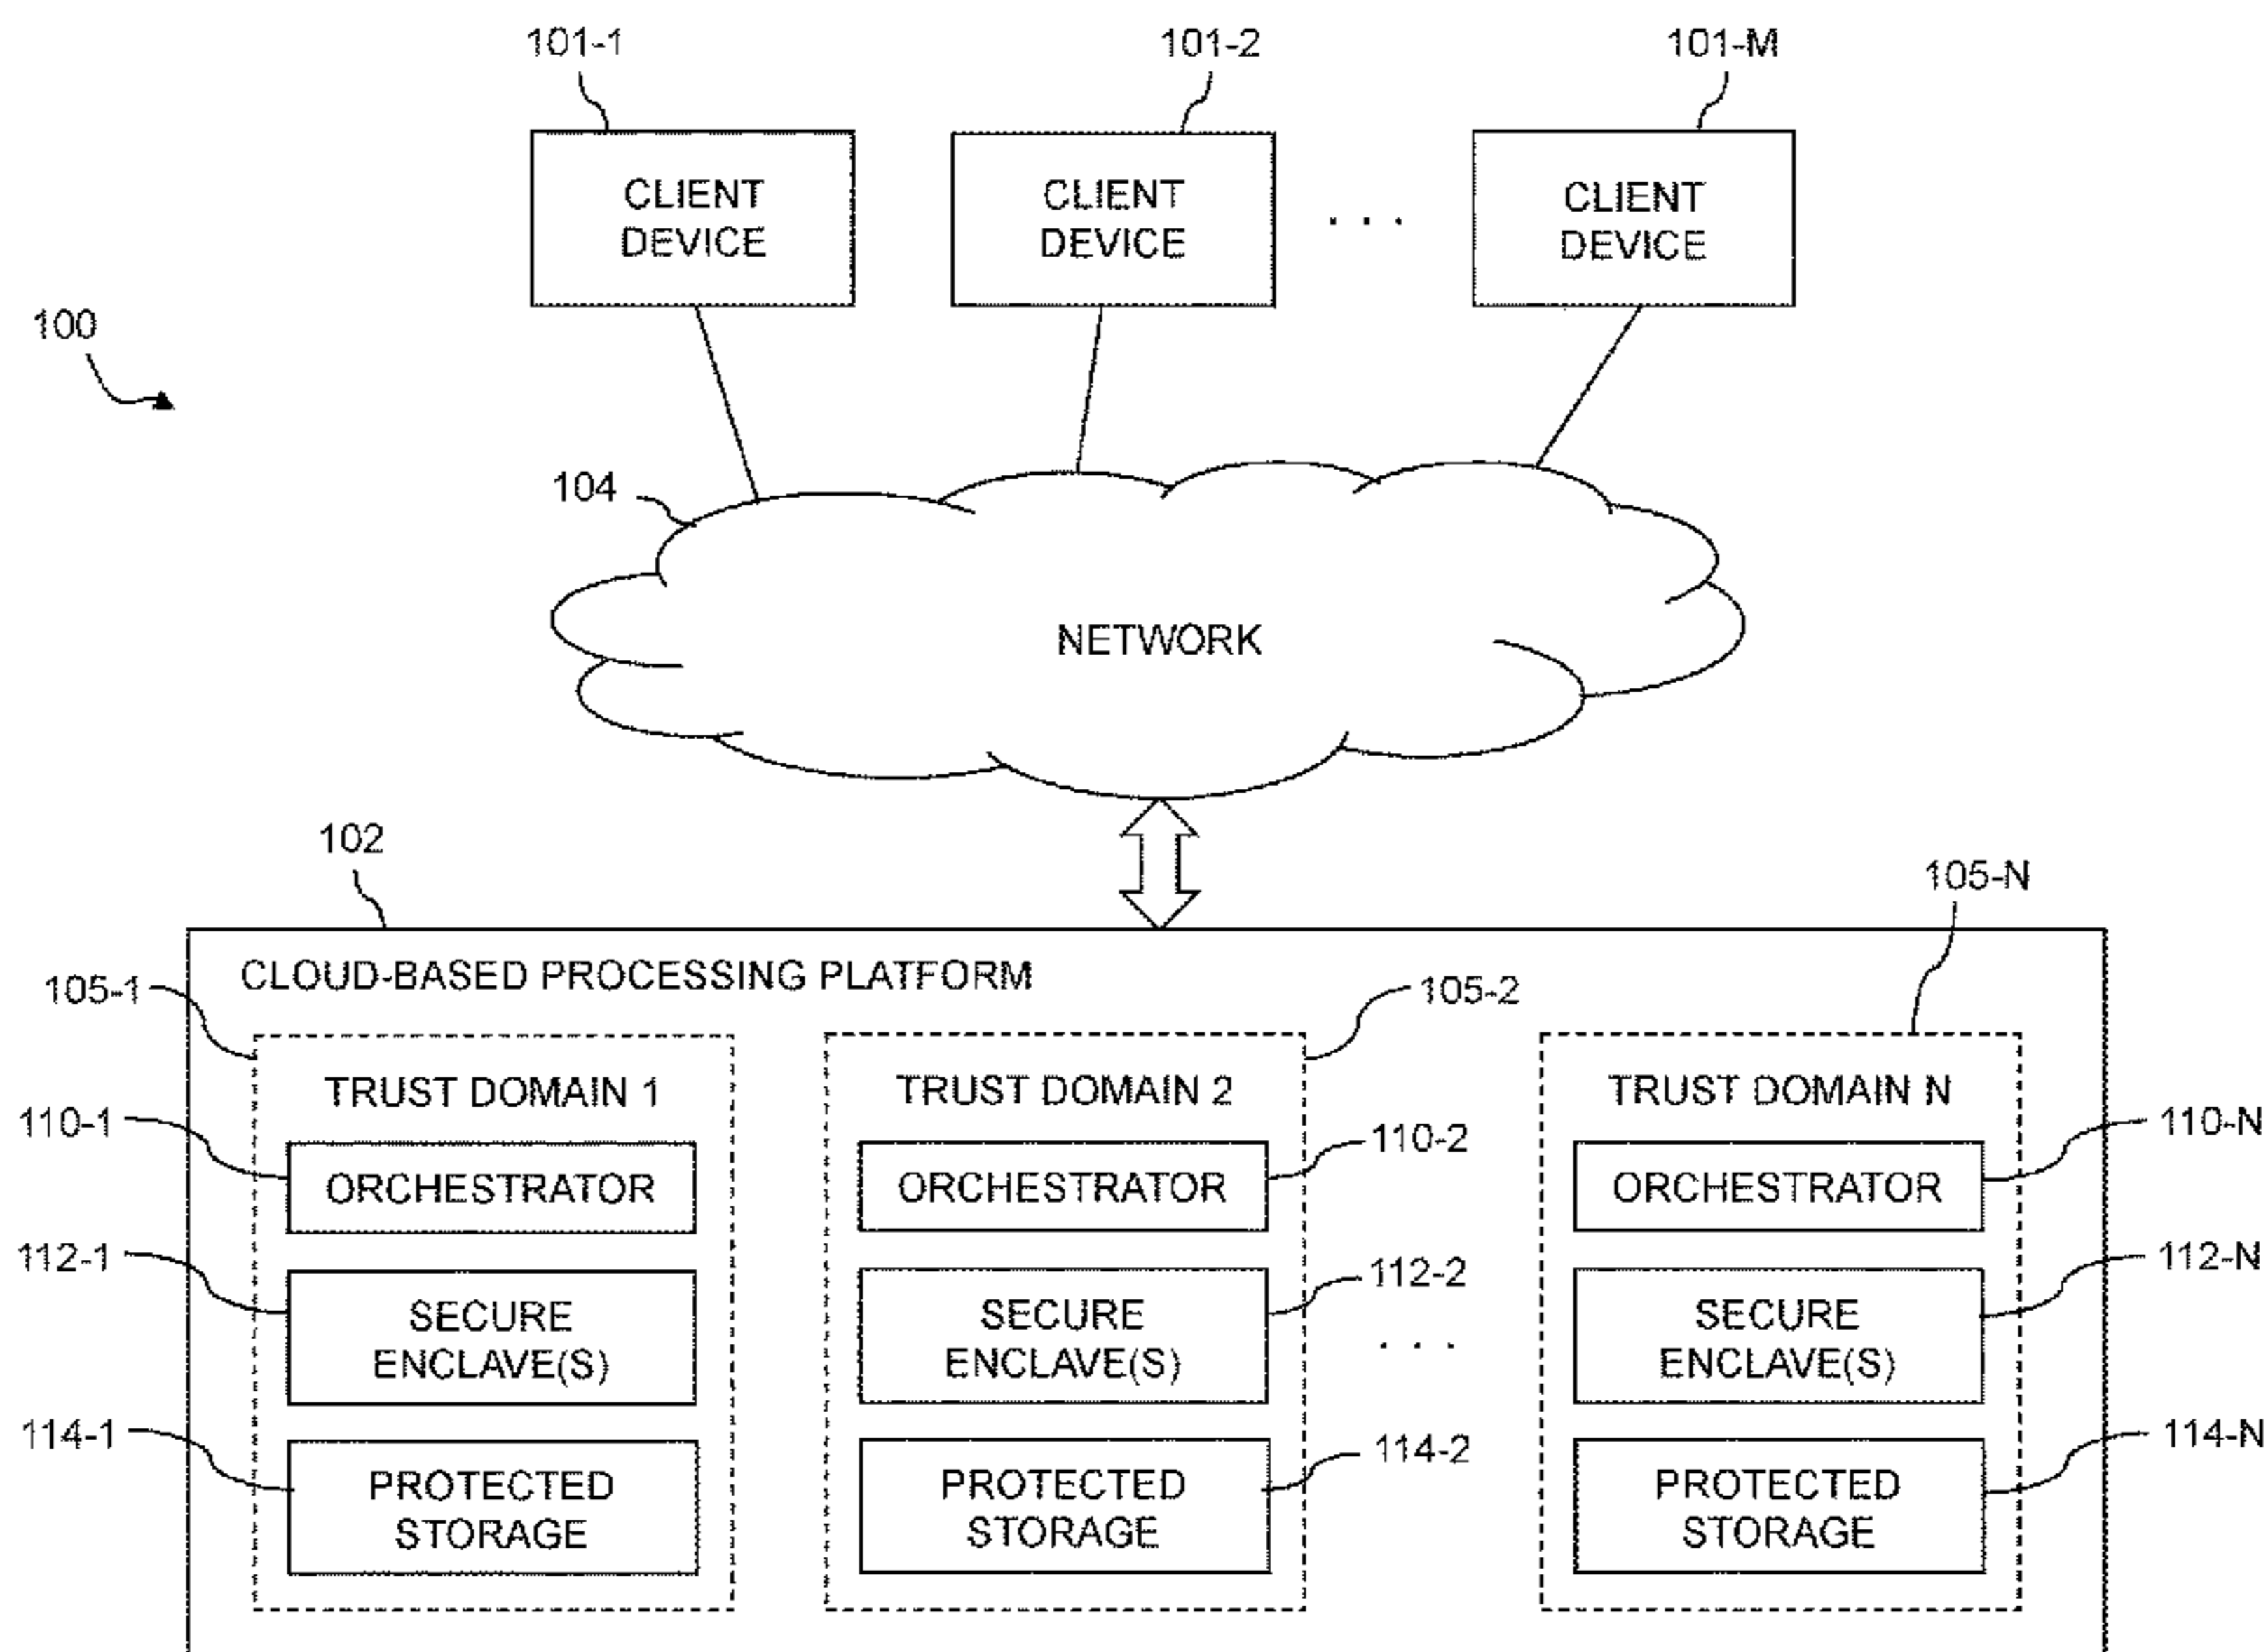 101-1
101-2
101-M
CLIENT
DEVICE
CLIENT
DEVICE
. . .
CLIENT
DEVICE
100
104
NETWORK
102
105-N
CLOUD-BASED PROCESSING PLATFORM
105-1
105-2
TRUST DOMAIN 1
TRUST DOMAIN 2
TRUST DOMAIN N
110-1
ORCHESTRATOR
ORCHESTRATOR
110-2
ORCHESTRATOR
110-N
112-1
SECURE
ENCLAVE(S)
SECURE
ENCLAVE(S)
112-2
. . .
SECURE
ENCLAVE(S)
112-N
114-1
PROTECTED
STORAGE
PROTECTED
STORAGE
114-2
PROTECTED
STORAGE
114-N